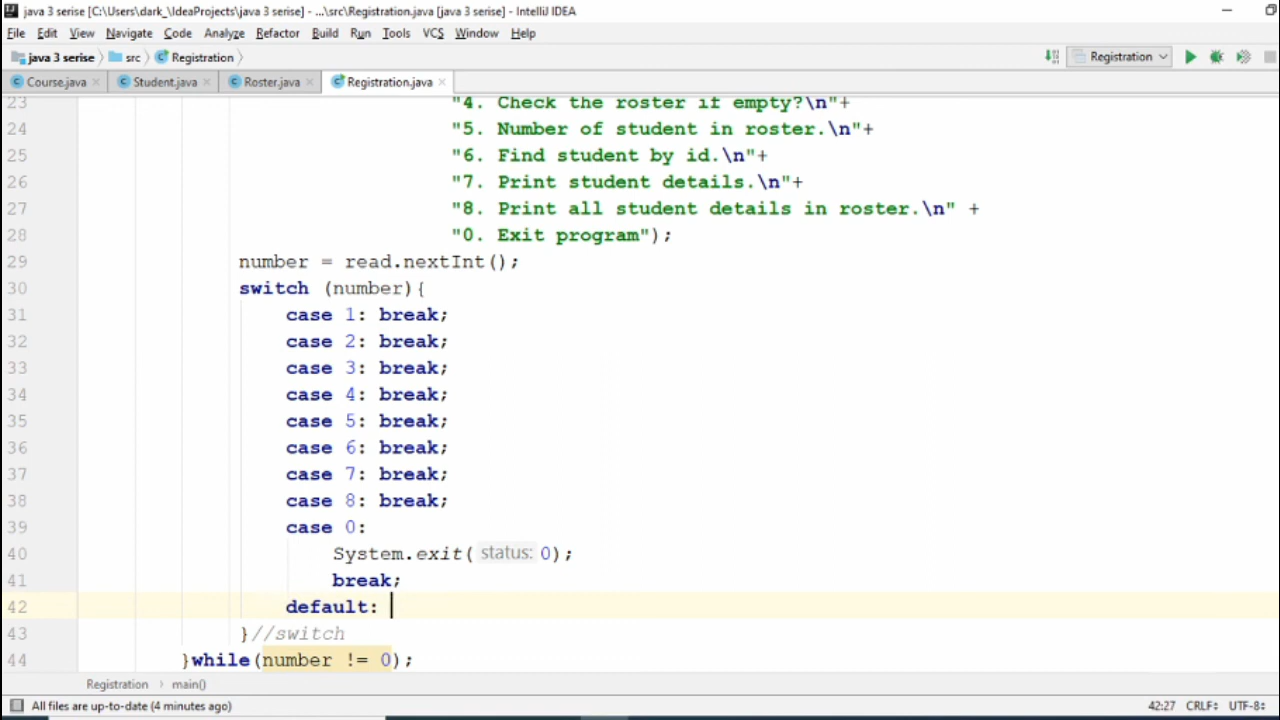 java 3 serise [C:\Users\dark_\IdeaProjects\java 3 serise] - ...\src\Registration.java [java 3 serise] - IntelliJ IDEA
File Edit View Navigate Code Analyze Refactor Build Run Tools VCS Window Help
java 3 serise src Registration Registration
Course.java Student.java Roster.java Registration.java
23 "4. Check the roster if empty?\n"+
24 "5. Number of student in roster.\n"+
25 "6. Find student by id.\n"+
26 "7. Print student details.\n"+
27 "8. Print all student details in roster.\n" +
28 "0. Exit program");
29 number = read.nextInt();
30 switch (number){
31 case 1: break;
32 case 2: break;
33 case 3: break;
34 case 4: break;
35 case 5: break;
36 case 6: break;
37 case 7: break;
38 case 8: break;
39 case 0:
40 System.exit( status: 0);
41 break;
42 default:
43 }//switch
44 }while(number != 0);
Registration › main()
All files are up-to-date (4 minutes ago) 42:27 CRLF UTF-8